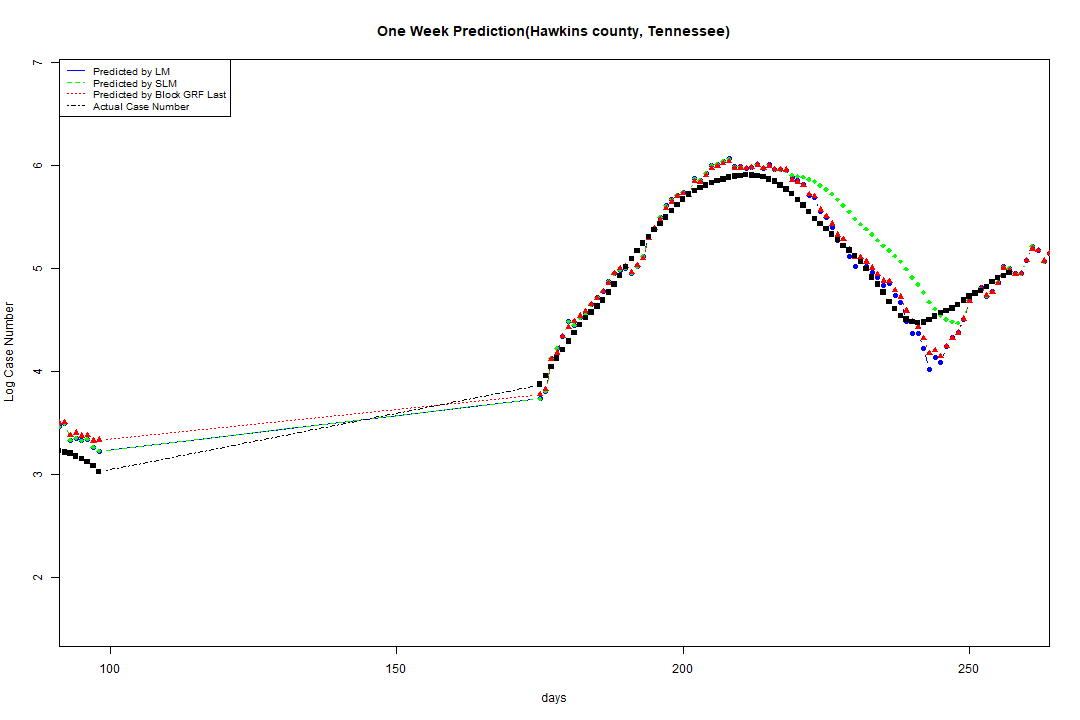 One Week Prediction(Hawkins county, Tennessee)
Predicted by LM
Predicted by SLM
Predicted by Block GRF Last
Actual Case Number
7
6
5
4
3
2
Log Case Number
100
150
200
250
days